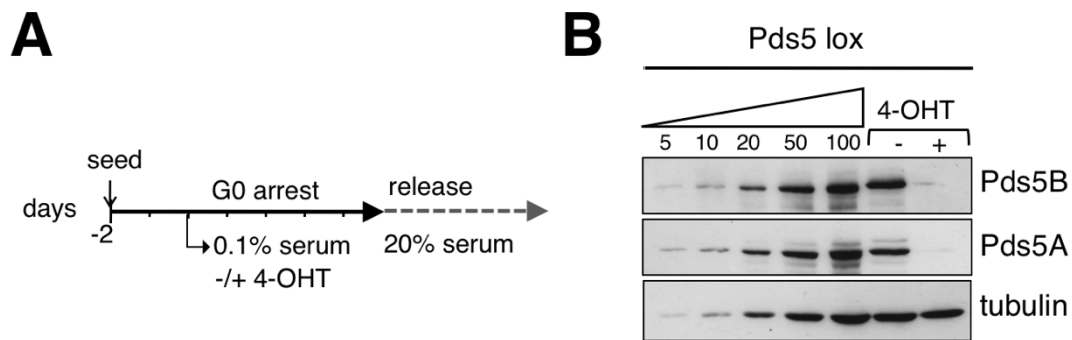 A
seed
days
-2
G0 arrest
release
0.1% serum
-/+ 4-OHT
20% serum
B
Pds5 lox
4-OHT
5 10 20 50 100 - +
Pds5B
Pds5A
tubulin